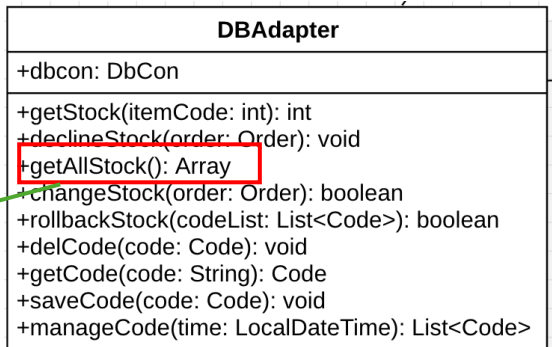 DBAdapter
+dbcon: DbCon
+getStock(itemCode: int): int
+declineStock(order: Order): void
+getAllStock(): Array
+changeStock(order: Order): boolean
+rollbackStock(codeList: List<Code>): boolean
+delCode(code: Code): void
+getCode(code: String): Code
+saveCode(code: Code): void
+manageCode(time: LocalDateTime): List<Code>